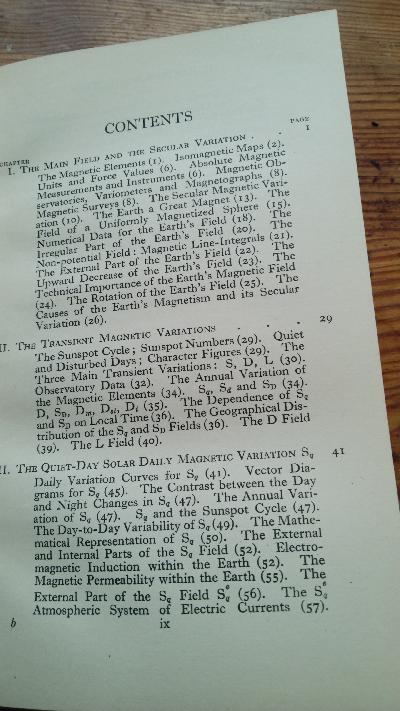 CONTENTS
CHAPTER PAGE
I. THE MAIN FIELD AND THE SECULAR VARIATION . . 1
The Magnetic Elements (1). Isomagnetic Maps (2).
Units and Force Values (6). Absolute Magnetic
Measurements and Instruments (6). Magnetic Ob-
servatories, Variometers and Magnetographs (8).
Magnetic Surveys (8). The Secular Magnetic Vari-
ation (10). The Earth a Great Magnet (13). The
Field of a Uniformly Magnetized Sphere (15).
Numerical Data for the Earth's Field (18). The
Irregular Part of the Earth's Field (20). The
Non-potential Field: Magnetic Line-Integrals (21).
The External Part of the Earth's Field (22). The
Upward Decrease of the Earth's Field (23). The
Technical Importance of the Earth's Magnetic Field
(24). The Rotation of the Earth's Field (25). The
Causes of the Earth's Magnetism and its Secular
Variation (26).
II. THE TRANSIENT MAGNETIC VARIATIONS . . . 29
The Sunspot Cycle; Sunspot Numbers (29). Quiet
and Disturbed Days; Character Figures (29). The
Three Main Transient Variations: S, D, L (30).
Observatory Data (32). The Annual Variation of
the Magnetic Elements (34). Sq, Sd and SD (34).
D, SD, Dm, Dst, Di (35). The Dependence of Sq
and SD on Local Time (36). The Geographical Dis-
tribution of the Sq and SD Fields (36). The D Field
(39). The L Field (40).
II. THE QUIET-DAY SOLAR DAILY MAGNETIC VARIATION Sq 41
Daily Variation Curves for Sq (41). Vector Dia-
grams for Sq (45). The Contrast between the Day
and Night Changes in Sq (47). The Annual Vari-
ation of Sq (47). Sq and the Sunspot Cycle (47).
The Day-to-Day Variability of Sq (49). The Mathe-
matical Representation of Sq (50). The External
and Internal Parts of the Sq Field (52). Electro-
magnetic Induction within the Earth (52). The
Magnetic Permeability within the Earth (55). The
External Part of the Sq Field Sqe (56). The Sqe
Atmospheric System of Electric Currents (57).
b ix